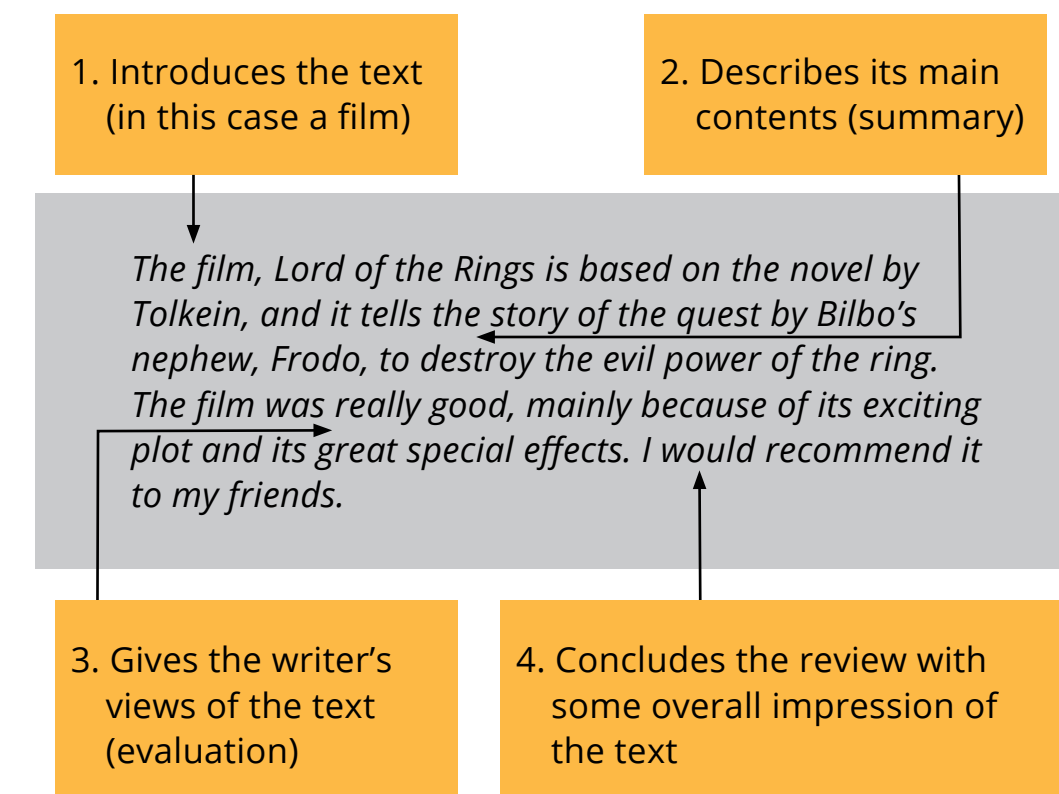 1. Introduces the text
(in this case a film)
2. Describes its main
contents (summary)
The film, Lord of the Rings is based on the novel by
Tolkein, and it tells the story of the quest by Bilbo’s
nephew, Frodo, to destroy the evil power of the ring.
The film was really good, mainly because of its exciting
plot and its great special effects. I would recommend it
to my friends.
3. Gives the writer’s
views of the text
(evaluation)
4. Concludes the review with
some overall impression of
the text